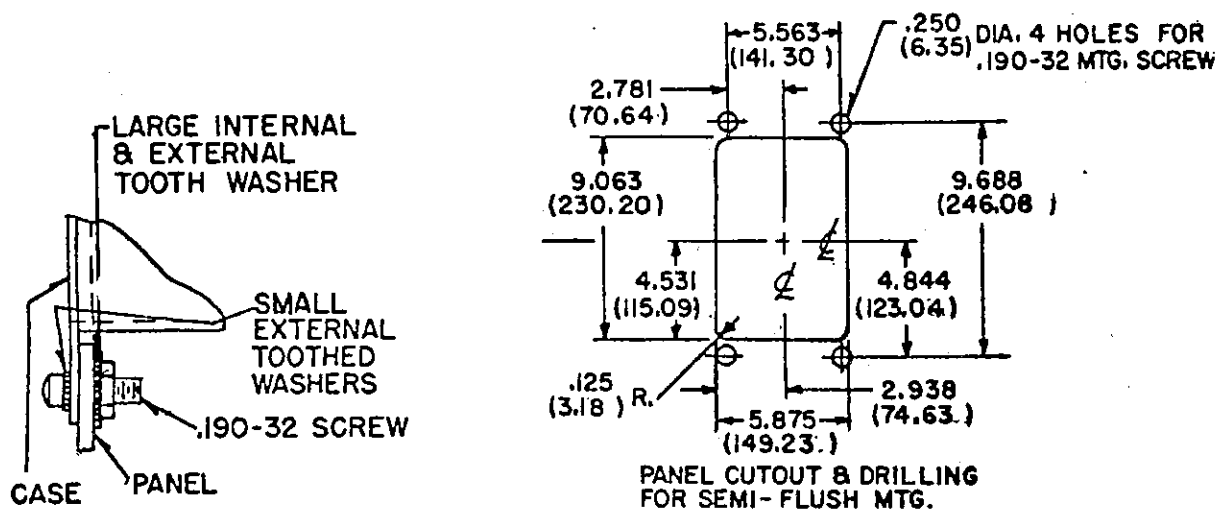 LARGE INTERNAL
& EXTERNAL
TOOTH WASHER
SMALL
EXTERNAL
TOOTHED
WASHERS
.190-32 SCREW
PANEL
CASE
5.563
(141.30)
.250
(6.35)
DIA. 4 HOLES FOR
.190-32 MTG. SCREW
2.781
(70.64)
9.063
(230.20)
9.688
(246.08)
4.531
(115.09)
℄
℄
4.844
(123.04)
.125
(3.18) R.
2.938
(74.63)
5.875
(149.23)
PANEL CUTOUT & DRILLING
FOR SEMI-FLUSH MTG.